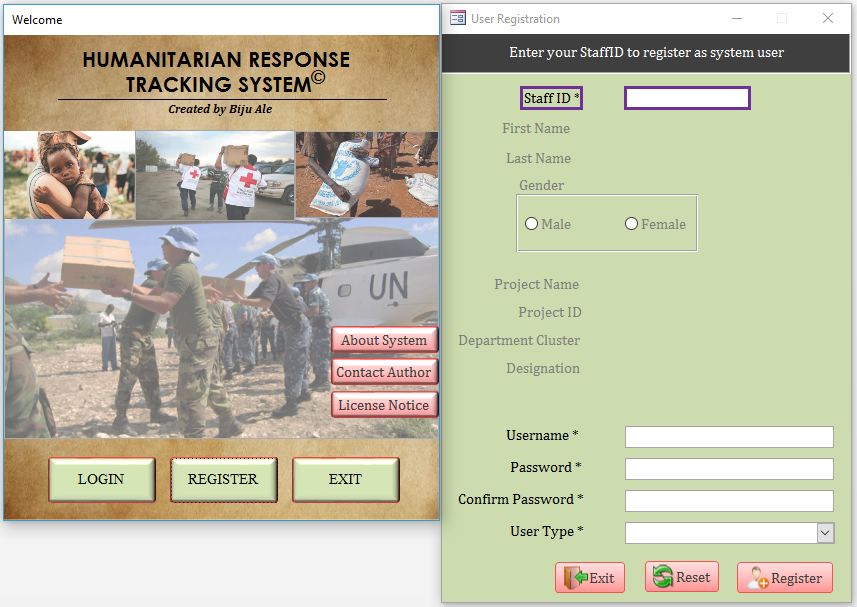 Welcome
HUMANITARIAN RESPONSE
TRACKING SYSTEM©
Created by Biju Ale
UN
About System
Contact Author
License Notice
LOGIN
REGISTER
EXIT
User Registration
Enter your StaffID to register as system user
Staff ID *
First Name
Last Name
Gender
Male
Female
Project Name
Project ID
Department Cluster
Designation
Username *
Password *
Confirm Password *
User Type *
Exit
Reset
Register